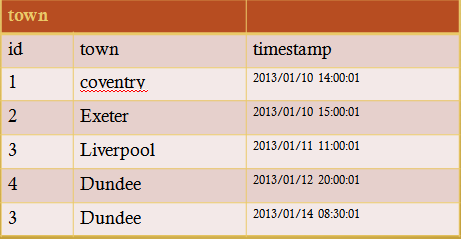 town
id town timestamp
1 coventry 2013/01/10 14:00:01
2 Exeter 2013/01/10 15:00:01
3 Liverpool 2013/01/11 11:00:01
4 Dundee 2013/01/12 20:00:01
3 Dundee 2013/01/14 08:30:01